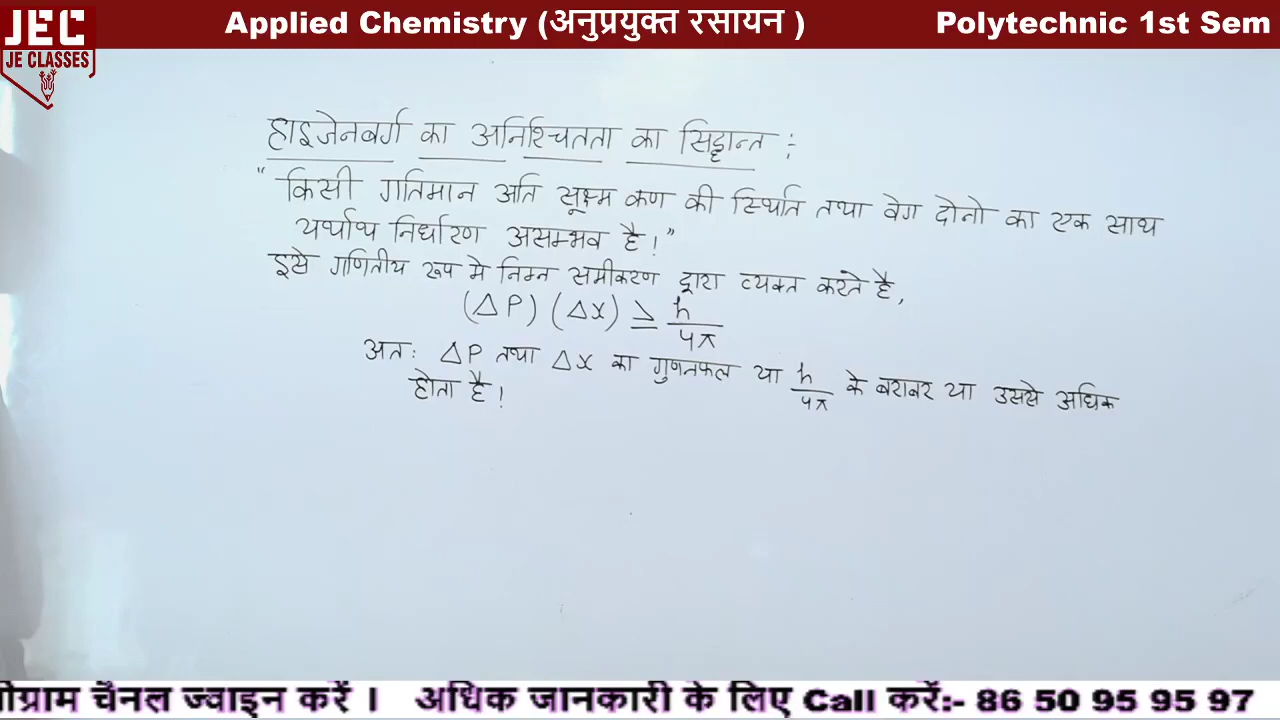 JEC
JE CLASSES
Applied Chemistry (अनुप्रयुक्त रसायन )
Polytechnic 1st Sem
हाइजेनबर्ग का अनिश्चितता का सिद्धान्त :
"किसी गतिमान अति सूक्ष्म कण की स्थिति तथा वेग दोनो का एक साथ
यर्थाथ निर्धारण असम्भव है!"
इसे गणितीय रूप मे निम्न समीकरण द्वारा व्यक्त करते है,
(ΔP) (Δx) ≥ h/4π
अतः ΔP तथा Δx का गुणनफल या h/4π के बराबर या उससे अधिक
होता है!
ग्राम चैनल ज्वाइन करें । अधिक जानकारी के लिए Call करें:- 86 50 95 95 97